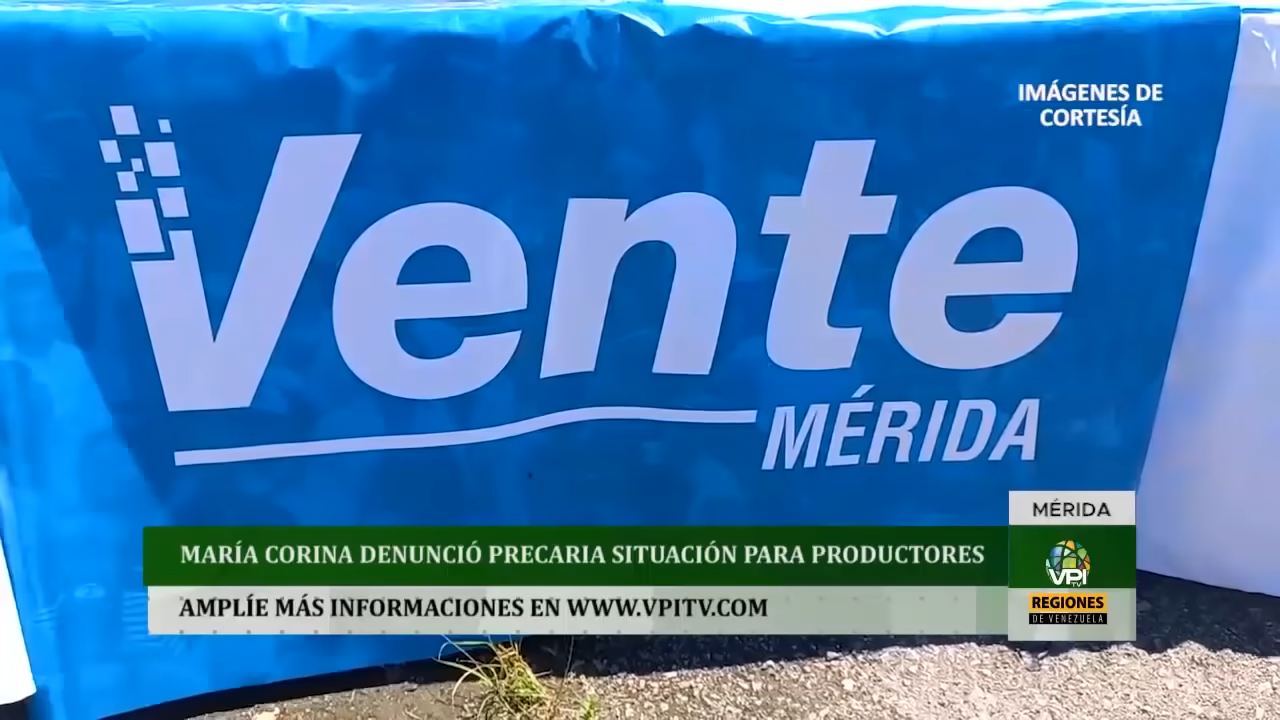 IMÁGENES DE
CORTESÍA
Vente
MÉRIDA
MÉRIDA
MARÍA CORINA DENUNCIÓ PRECARIA SITUACIÓN PARA PRODUCTORES
VPI
TV
AMPLÍE MÁS INFORMACIONES EN WWW.VPITV.COM
REGIONES
DE VENEZUELA